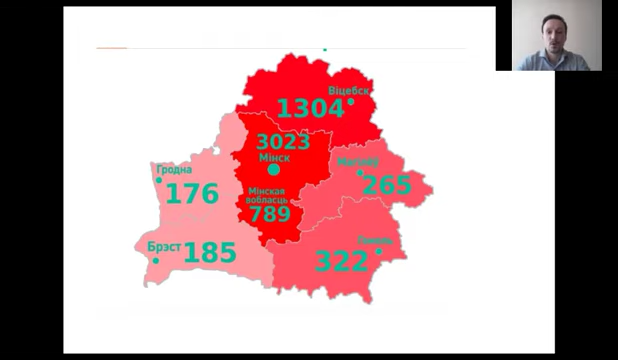 Віцебск
1304
3023
Мінск
Магілёў
265
Гродна
176
Мінская
вобласць
789
Брэст 185
Гомель
322